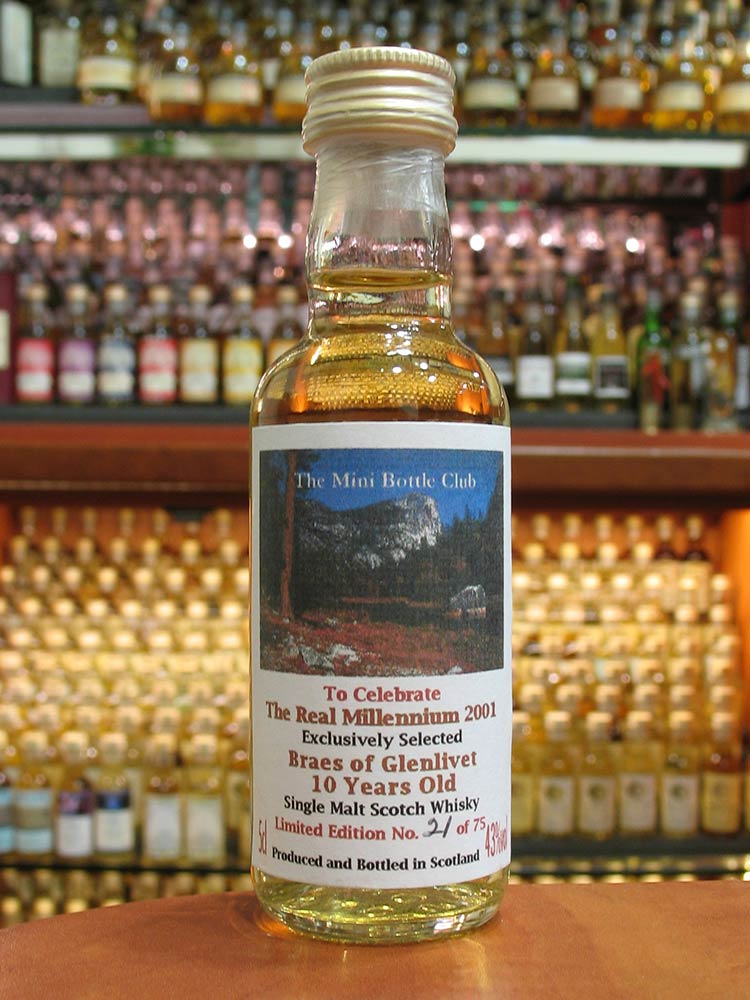 The Mini Bottle Club
To Celebrate
The Real Millennium 2001
Exclusively Selected
Braes of Glenlivet
10 Years Old
Single Malt Scotch Whisky
Limited Edition No. 21 of 75
5cl
43%vol
Produced and Bottled in Scotland